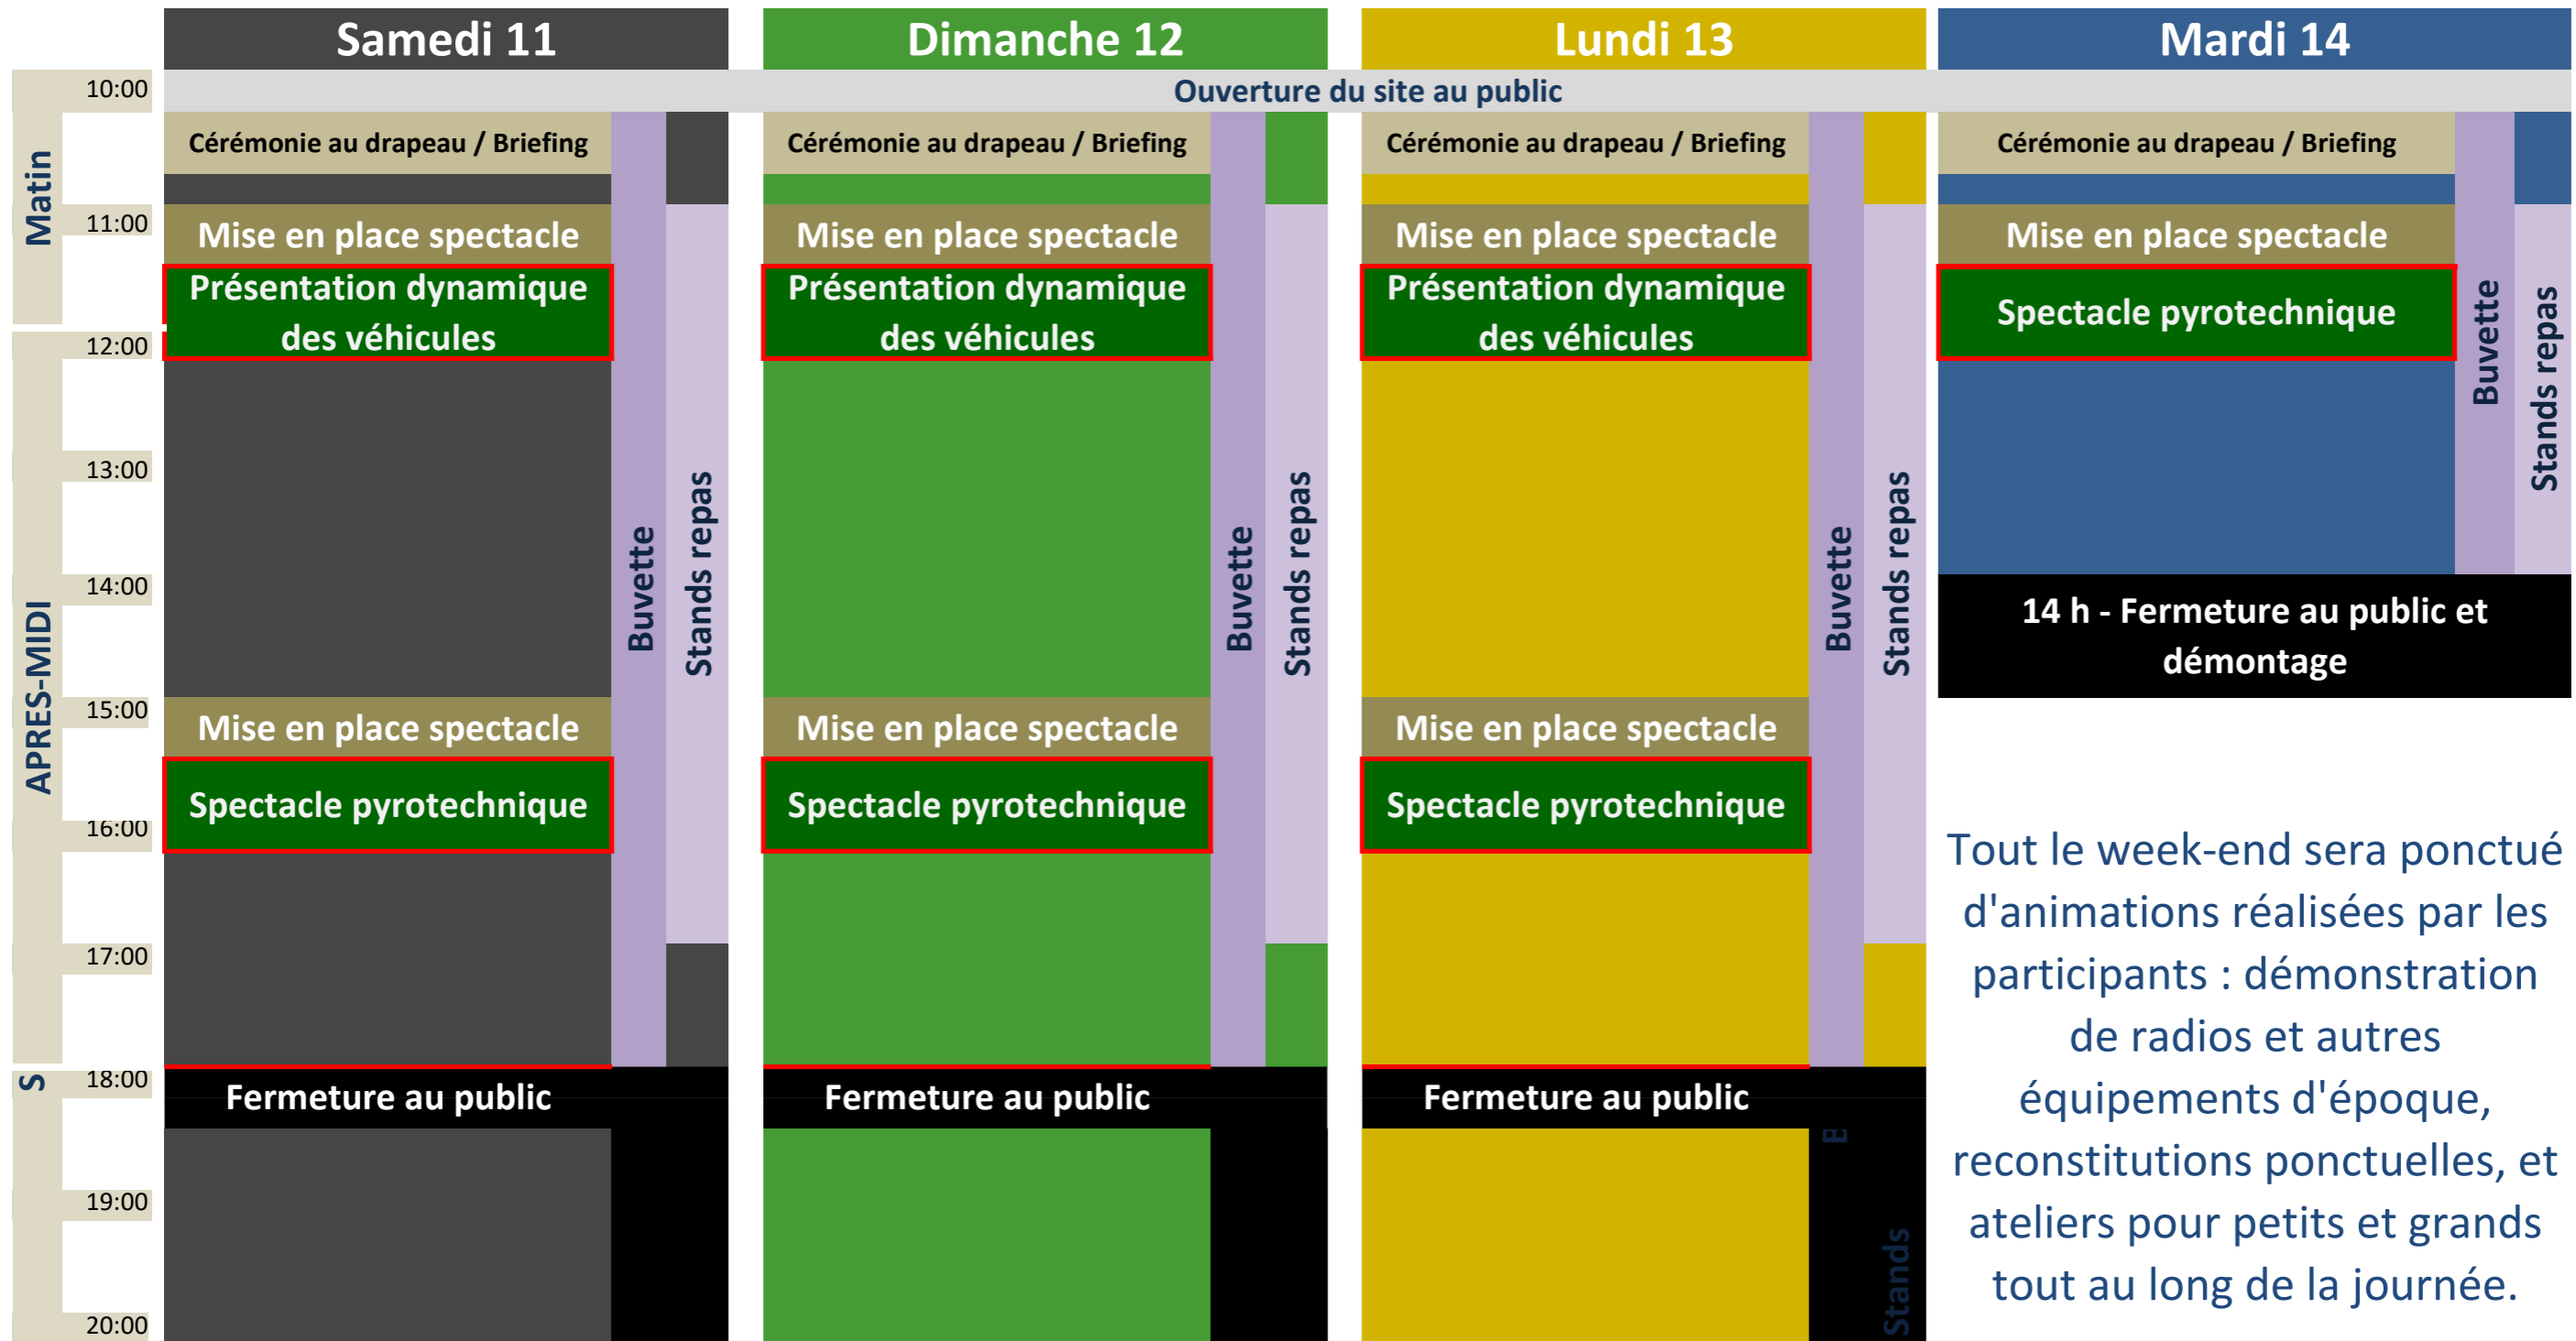 Samedi 11
Dimanche 12
Lundi 13
Mardi 14
10:00
Ouverture du site au public
Matin
Cérémonie au drapeau / Briefing
Cérémonie au drapeau / Briefing
Cérémonie au drapeau / Briefing
Cérémonie au drapeau / Briefing
11:00
Mise en place spectacle
Mise en place spectacle
Mise en place spectacle
Mise en place spectacle
Présentation dynamique
des véhicules
Présentation dynamique
des véhicules
Présentation dynamique
des véhicules
Spectacle pyrotechnique
12:00
Buvette
Stands repas
Buvette
Stands repas
Buvette
Stands repas
Buvette
Stands repas
13:00
14:00
14 h - Fermeture au public et
démontage
APRES-MIDI
15:00
Mise en place spectacle
Mise en place spectacle
Mise en place spectacle
Spectacle pyrotechnique
Spectacle pyrotechnique
Spectacle pyrotechnique
16:00
17:00
S
18:00
Fermeture au public
Fermeture au public
Fermeture au public
B
Stands
19:00
20:00
Tout le week-end sera ponctué
d'animations réalisées par les
participants : démonstration
de radios et autres
équipements d'époque,
reconstitutions ponctuelles, et
ateliers pour petits et grands
tout au long de la journée.